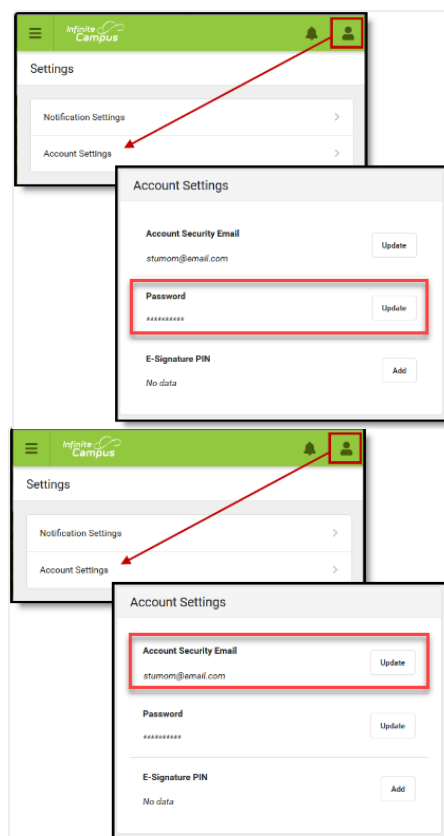 Infinite
Campus
Settings
Notification Settings
Account Settings
Account Settings
Account Security Email
stumom@email.com
Update
Password
**********
Update
E-Signature PIN
No data
Add
Infinite
Campus
Settings
Notification Settings
Account Settings
Account Settings
Account Security Email
stumom@email.com
Update
Password
**********
Update
E-Signature PIN
No data
Add